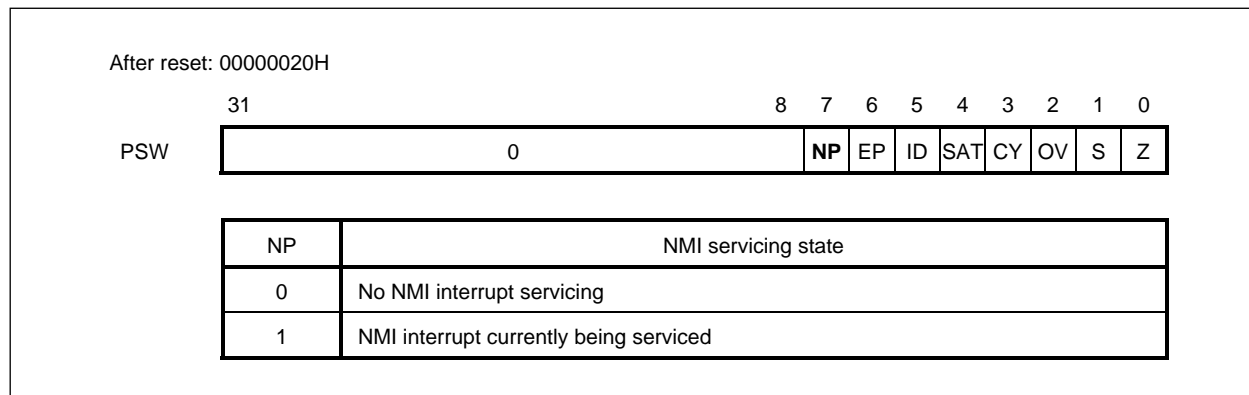 After reset: 00000020H
31 8 7 6 5 4 3 2 1 0
PSW 0 NP EP ID SAT CY OV S Z
NP NMI servicing state
0 No NMI interrupt servicing
1 NMI interrupt currently being serviced